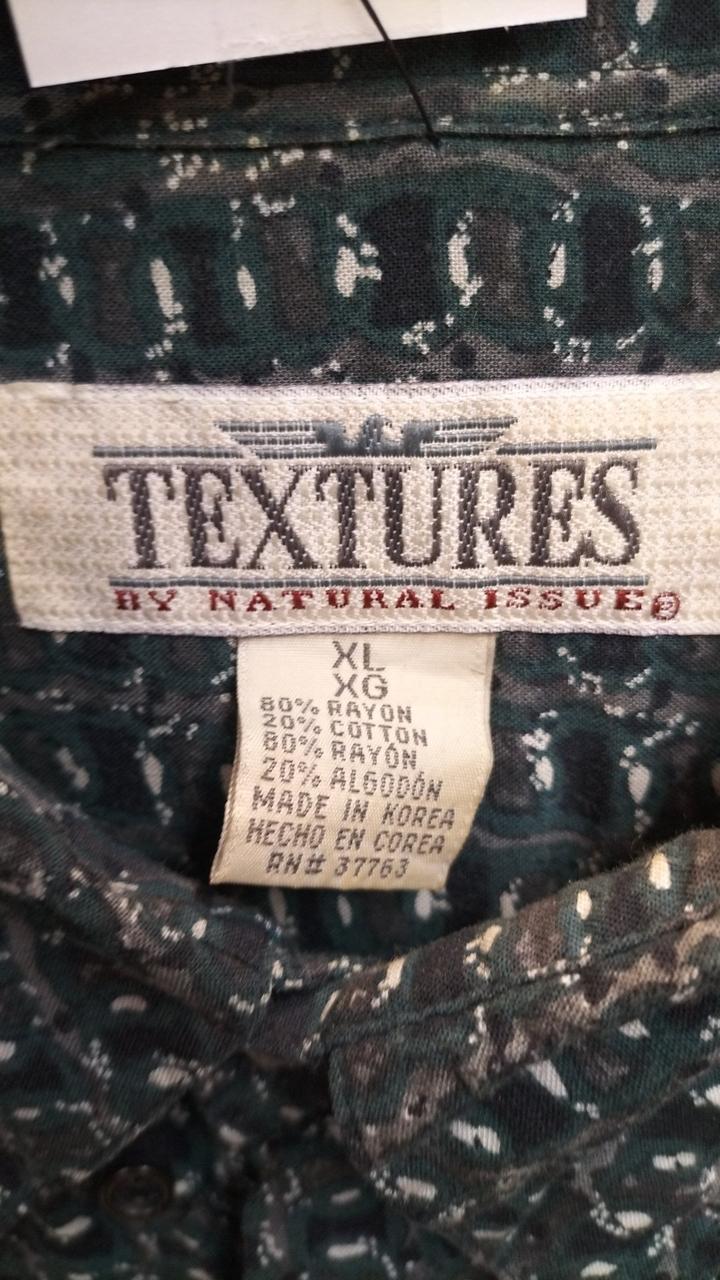 TEXTURES
BY NATURAL ISSUE®
XL
XG
80% RAYON
20% COTTON
80% RAYÓN
20% ALGODÓN
MADE IN KOREA
HECHO EN COREA
RN# 37763